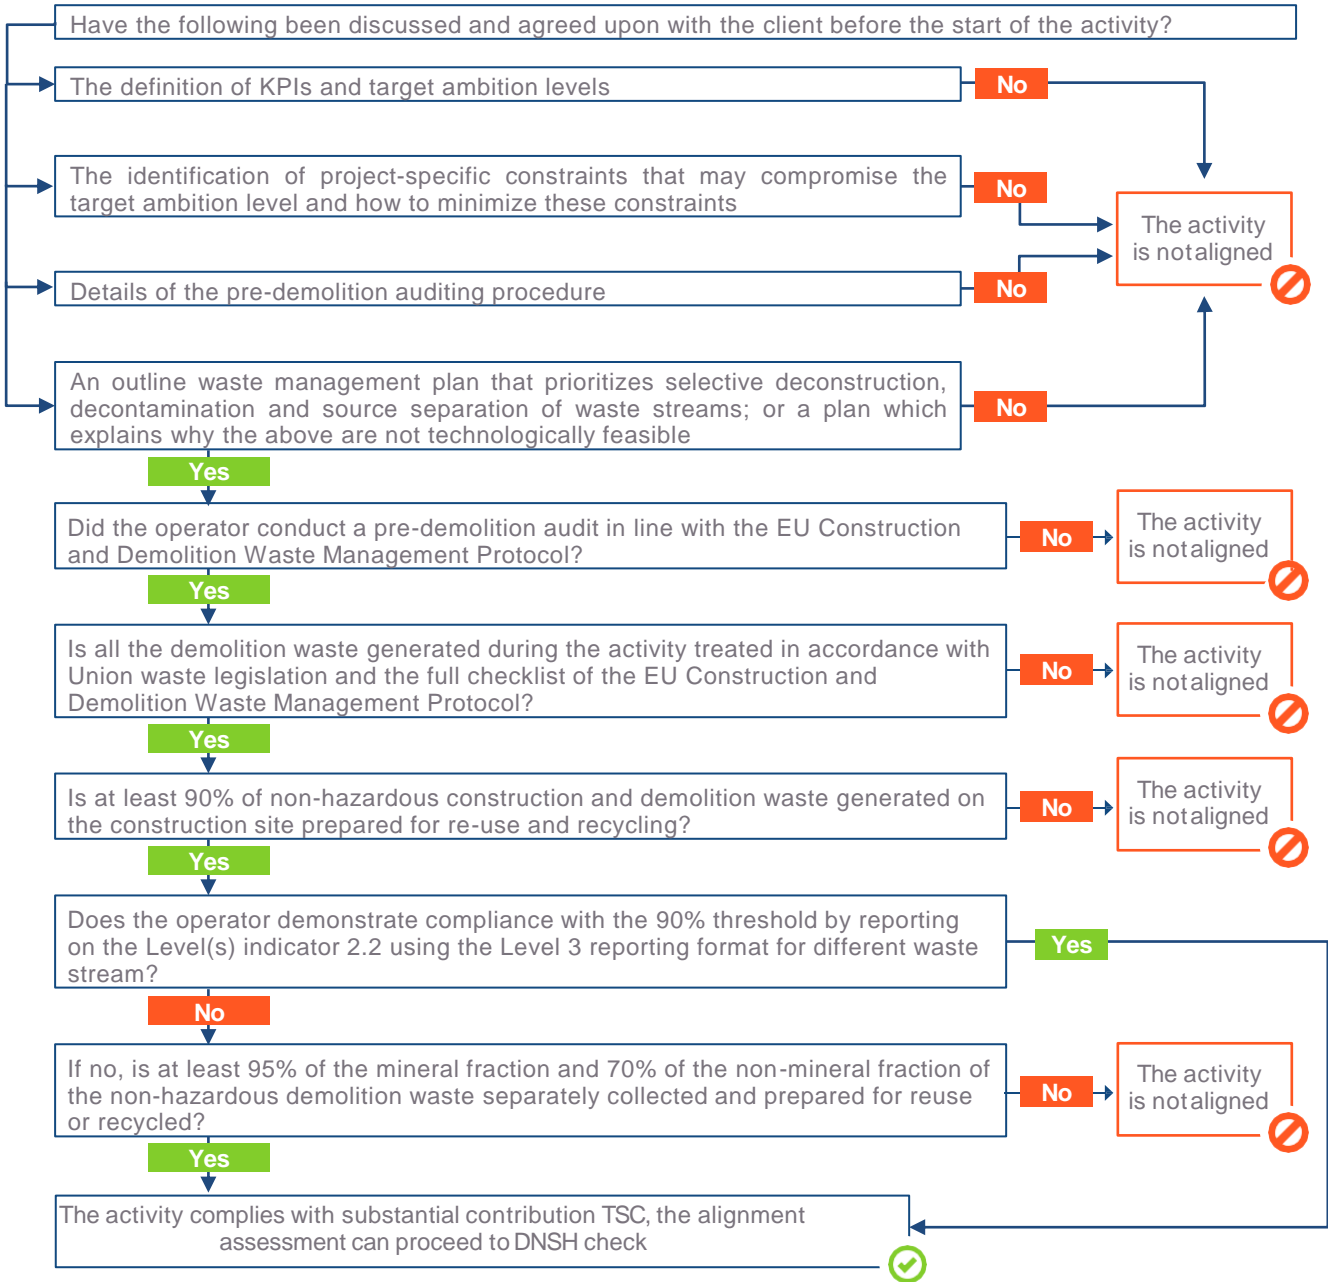 Have the following been discussed and agreed upon with the client before the start of the activity?
The definition of KPIs and target ambition levels
No
The identification of project-specific constraints that may compromise the
target ambition level and how to minimize these constraints
No
The activity
is not aligned
Details of the pre-demolition auditing procedure
No
An outline waste management plan that prioritizes selective deconstruction,
decontamination and source separation of waste streams; or a plan which
explains why the above are not technologically feasible
No
Yes
Did the operator conduct a pre-demolition audit in line with the EU Construction
and Demolition Waste Management Protocol?
No
The activity
is not aligned
Yes
Is all the demolition waste generated during the activity treated in accordance with
Union waste legislation and the full checklist of the EU Construction and
Demolition Waste Management Protocol?
No
The activity
is not aligned
Yes
Is at least 90% of non-hazardous construction and demolition waste generated on
the construction site prepared for re-use and recycling?
No
The activity
is not aligned
Yes
Does the operator demonstrate compliance with the 90% threshold by reporting
on the Level(s) indicator 2.2 using the Level 3 reporting format for different waste
stream?
Yes
No
If no, is at least 95% of the mineral fraction and 70% of the non-mineral fraction of
the non-hazardous demolition waste separately collected and prepared for reuse
or recycled?
No
The activity
is not aligned
Yes
The activity complies with substantial contribution TSC, the alignment
assessment can proceed to DNSH check